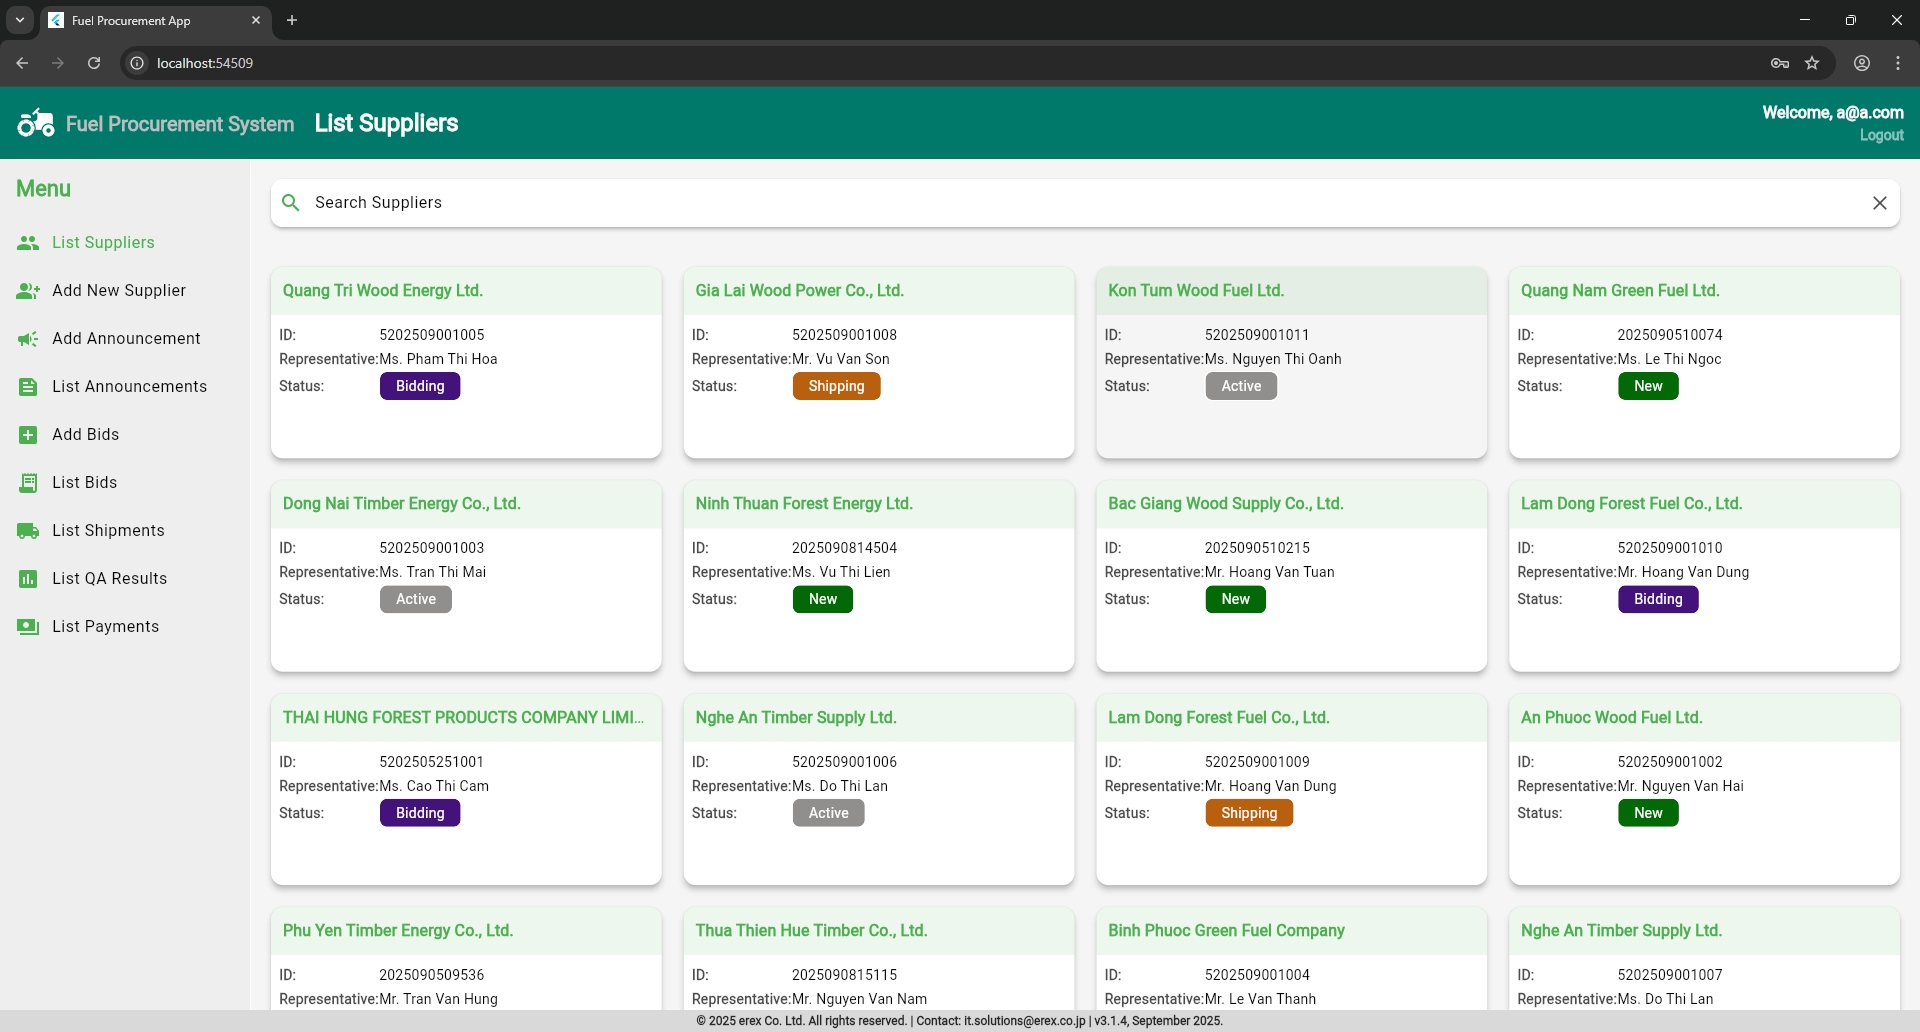 Fuel Procurement App
localhost:54509
Fuel Procurement System
List Suppliers
Welcome, a@a.com
Logout
Menu
List Suppliers
Add New Supplier
Add Announcement
List Announcements
Add Bids
List Bids
List Shipments
List QA Results
List Payments
Search Suppliers
Quang Tri Wood Energy Ltd.
ID: 5202509001005
Representative:Ms. Pham Thi Hoa
Status: Bidding
Gia Lai Wood Power Co., Ltd.
ID: 5202509001008
Representative:Mr. Vu Van Son
Status: Shipping
Kon Tum Wood Fuel Ltd.
ID: 5202509001011
Representative:Ms. Nguyen Thi Oanh
Status: Active
Quang Nam Green Fuel Ltd.
ID: 2025090510074
Representative:Ms. Le Thi Ngoc
Status: New
Dong Nai Timber Energy Co., Ltd.
ID: 5202509001003
Representative:Ms. Tran Thi Mai
Status: Active
Ninh Thuan Forest Energy Ltd.
ID: 2025090814504
Representative:Ms. Vu Thi Lien
Status: New
Bac Giang Wood Supply Co., Ltd.
ID: 2025090510215
Representative:Mr. Hoang Van Tuan
Status: New
Lam Dong Forest Fuel Co., Ltd.
ID: 5202509001010
Representative:Mr. Hoang Van Dung
Status: Bidding
THAI HUNG FOREST PRODUCTS COMPANY LIMI...
ID: 5202505251001
Representative:Ms. Cao Thi Cam
Status: Bidding
Nghe An Timber Supply Ltd.
ID: 5202509001006
Representative:Ms. Do Thi Lan
Status: Active
Lam Dong Forest Fuel Co., Ltd.
ID: 5202509001009
Representative:Mr. Hoang Van Dung
Status: Shipping
An Phuoc Wood Fuel Ltd.
ID: 5202509001002
Representative:Mr. Nguyen Van Hai
Status: New
Phu Yen Timber Energy Co., Ltd.
ID: 2025090509536
Representative:Mr. Tran Van Hung
Thua Thien Hue Timber Co., Ltd.
ID: 2025090815115
Representative:Mr. Nguyen Van Nam
Binh Phuoc Green Fuel Company
ID: 5202509001004
Representative:Mr. Le Van Thanh
Nghe An Timber Supply Ltd.
ID: 5202509001007
Representative:Ms. Do Thi Lan
© 2025 erex Co. Ltd. All rights reserved. | Contact: it.solutions@erex.co.jp | v3.1.4, September 2025.